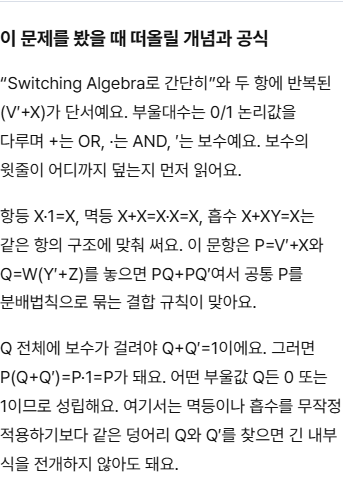 이 문제를 봤을 때 떠올릴 개념과 공식
“Switching Algebra로 간단히”와 두 항에 반복된
(V′+X)가 단서예요. 부울대수는 0/1 논리값을
다루며 +는 OR, ·는 AND, ′는 보수예요. 보수의
윗줄이 어디까지 덮는지 먼저 읽어요.
항등 X·1=X, 멱등 X+X=X·X=X, 흡수 X+XY=X는
같은 항의 구조에 맞춰 써요. 이 문항은 P=V′+X와
Q=W(Y′+Z)를 놓으면 PQ+PQ′여서 공통 P를
분배법칙으로 묶는 결합 규칙이 맞아요.
Q 전체에 보수가 걸려야 Q+Q′=1이에요. 그러면
P(Q+Q′)=P·1=P가 돼요. 어떤 부울값 Q든 0 또는
1이므로 성립해요. 여기서는 멱등이나 흡수를 무작정
적용하기보다 같은 덩어리 Q와 Q′를 찾으면 긴 내부
식을 전개하지 않아도 돼요.